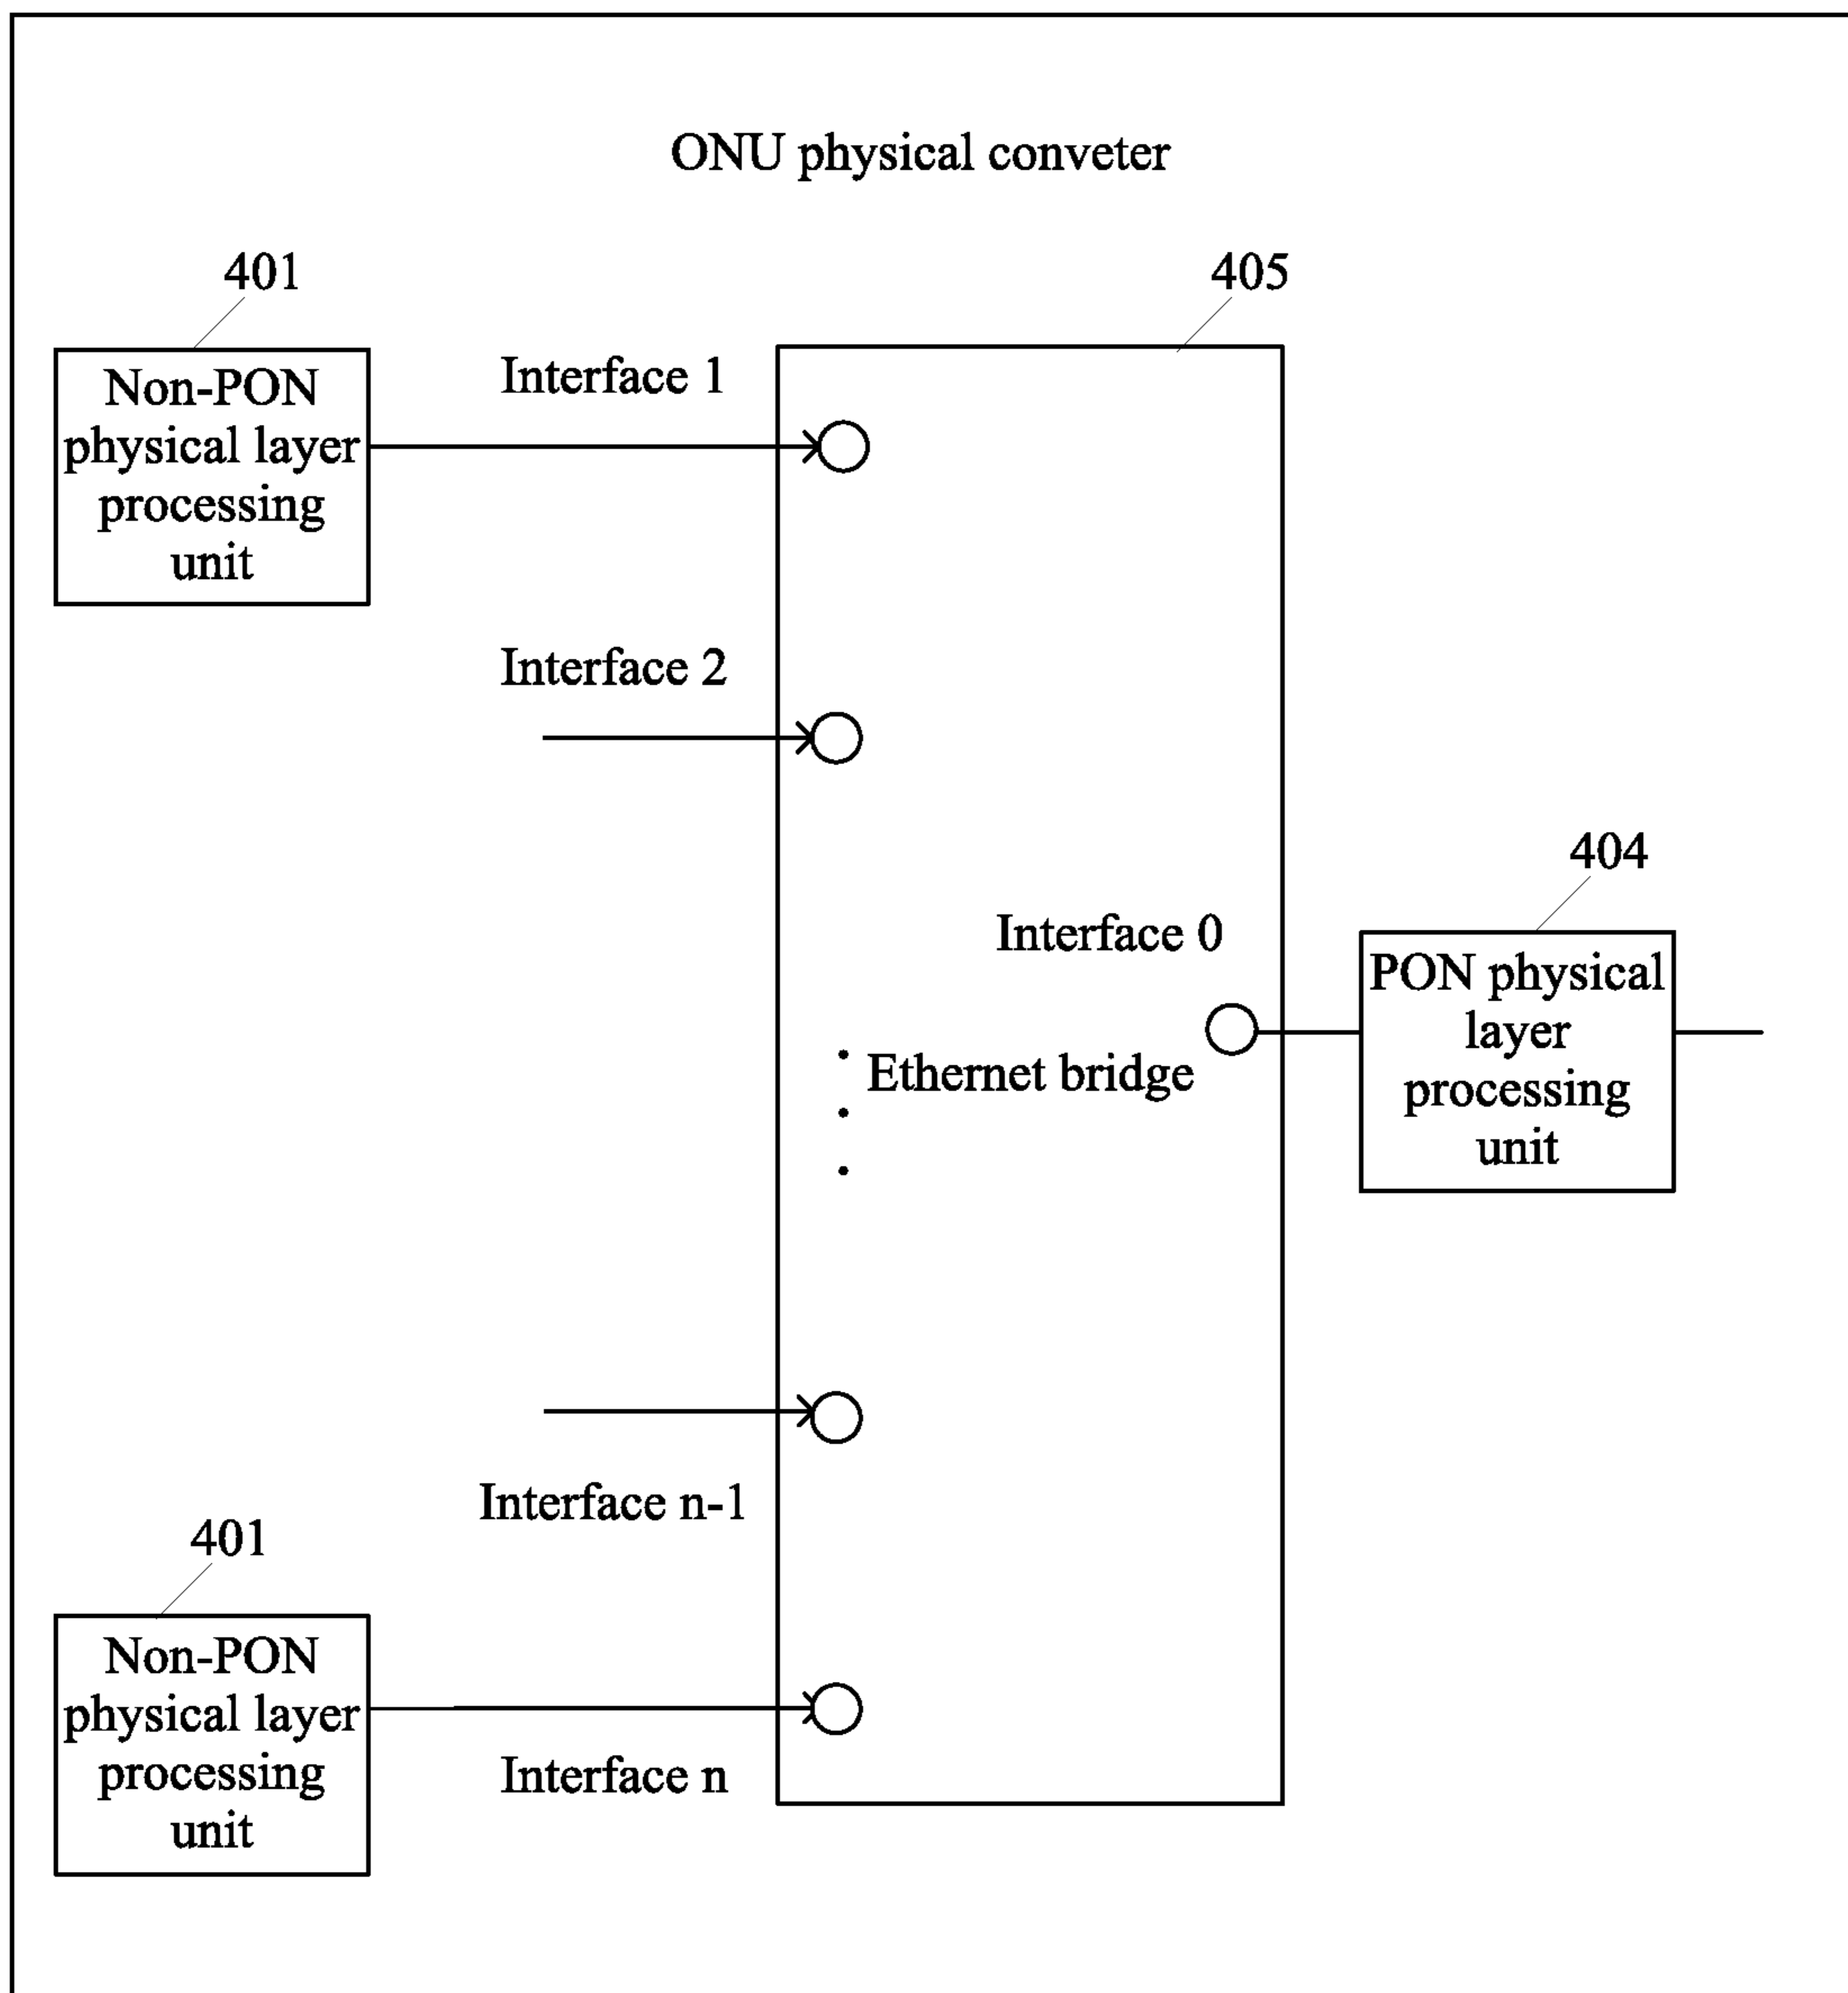 ONU physical conveter
401
405
Non-PON
physical layer
processing
unit
Interface 1
Interface 2
404
Interface 0
PON physical
layer
processing
unit
Ethernet bridge
Interface n-1
401
Non-PON
physical layer
processing
unit
Interface n